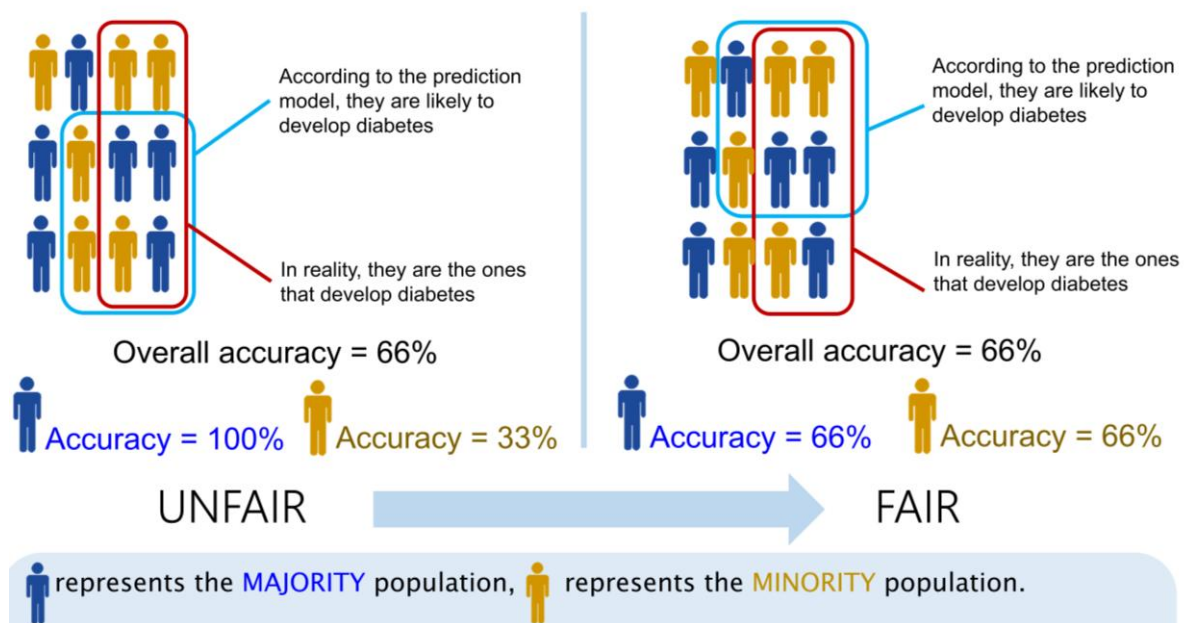 According to the prediction
model, they are likely to
develop diabetes
In reality, they are the ones
that develop diabetes
Overall accuracy = 66%
Accuracy = 100%
Accuracy = 33%
According to the prediction
model, they are likely to
develop diabetes
In reality, they are the ones
that develop diabetes
Overall accuracy = 66%
Accuracy = 66%
Accuracy = 66%
UNFAIR
FAIR
represents the MAJORITY population, represents the MINORITY population.